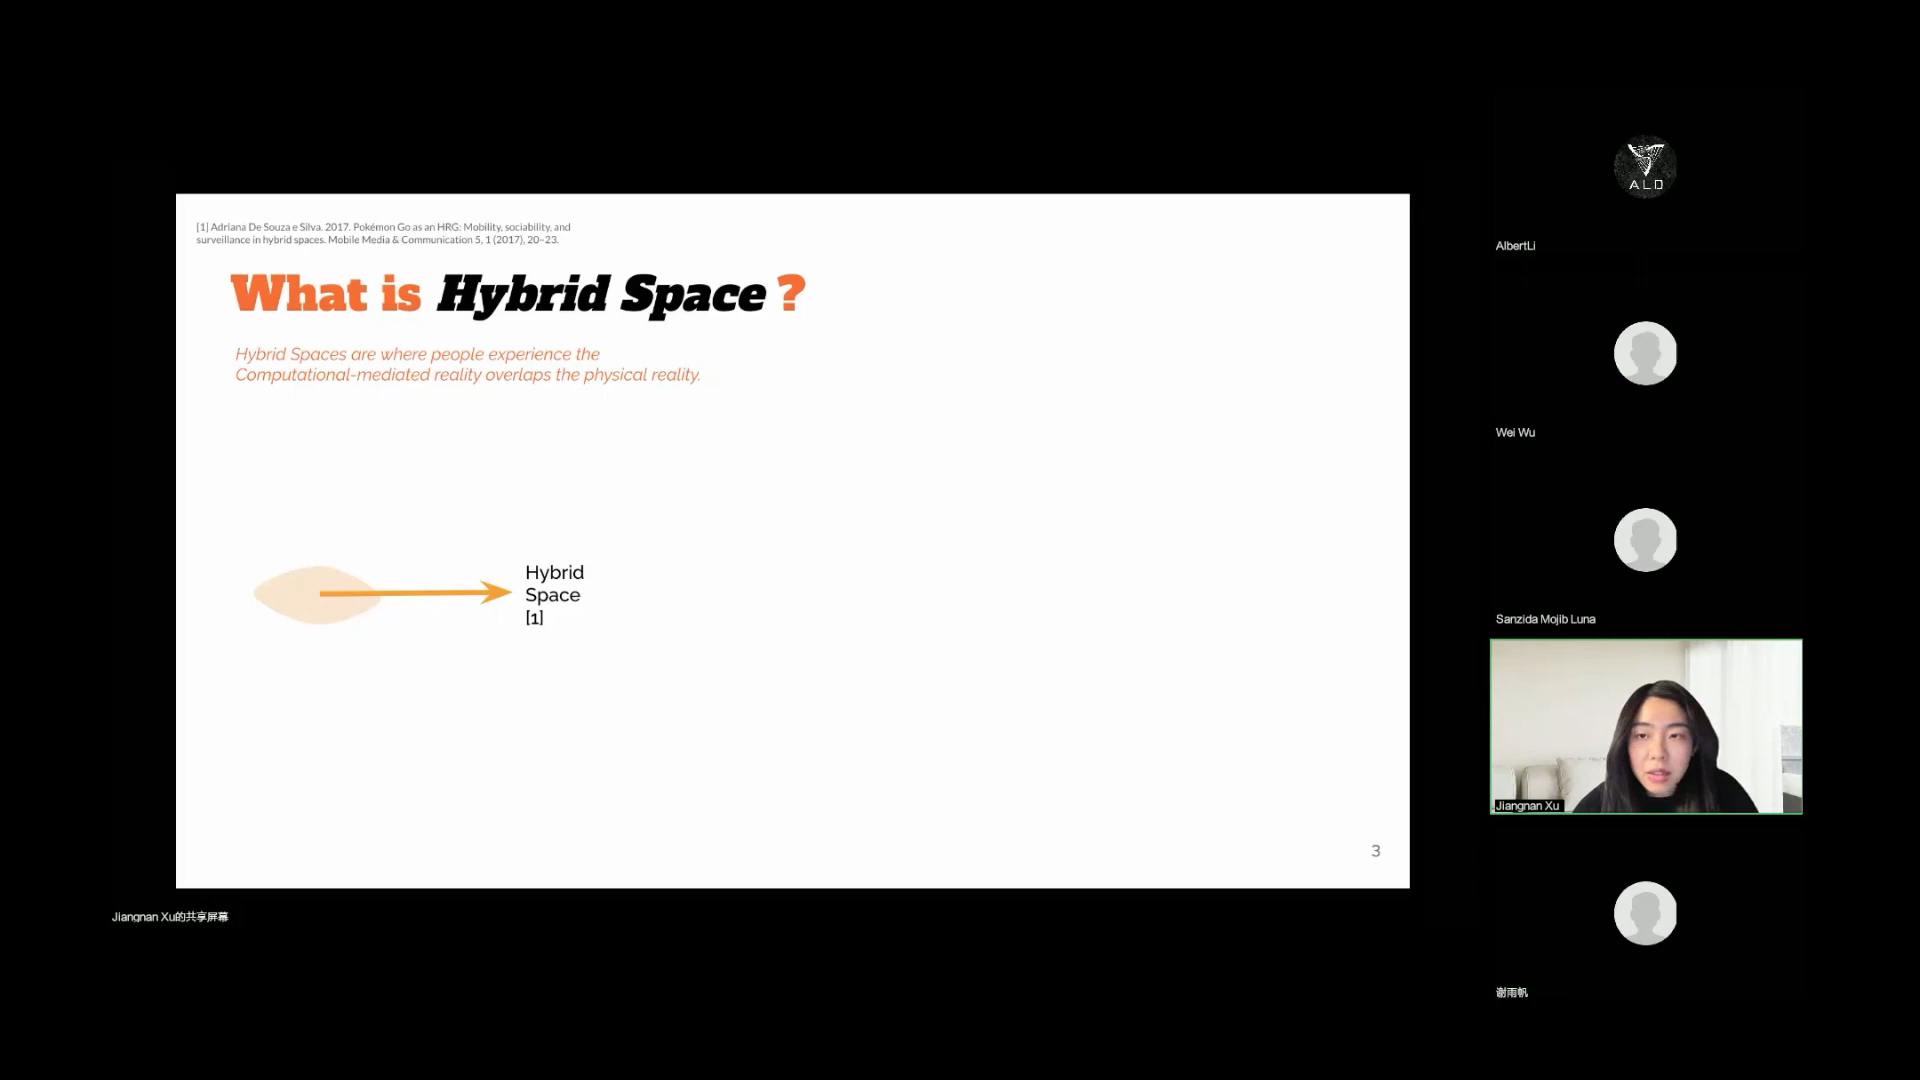 [1] Adriana De Souza e Silva. 2017. Pokémon Go as an HRG: Mobility, sociability, and
surveillance in hybrid spaces. Mobile Media & Communication 5, 1 (2017), 20–23.
What is Hybrid Space ?
Hybrid Spaces are where people experience the
Computational-mediated reality overlaps the physical reality.
Hybrid
Space
[1]
3
Jiangnan Xu的共享屏幕
ALD
AlbertLi
Wei Wu
Sanzida Mojib Luna
Jiangnan Xu
谢雨帆